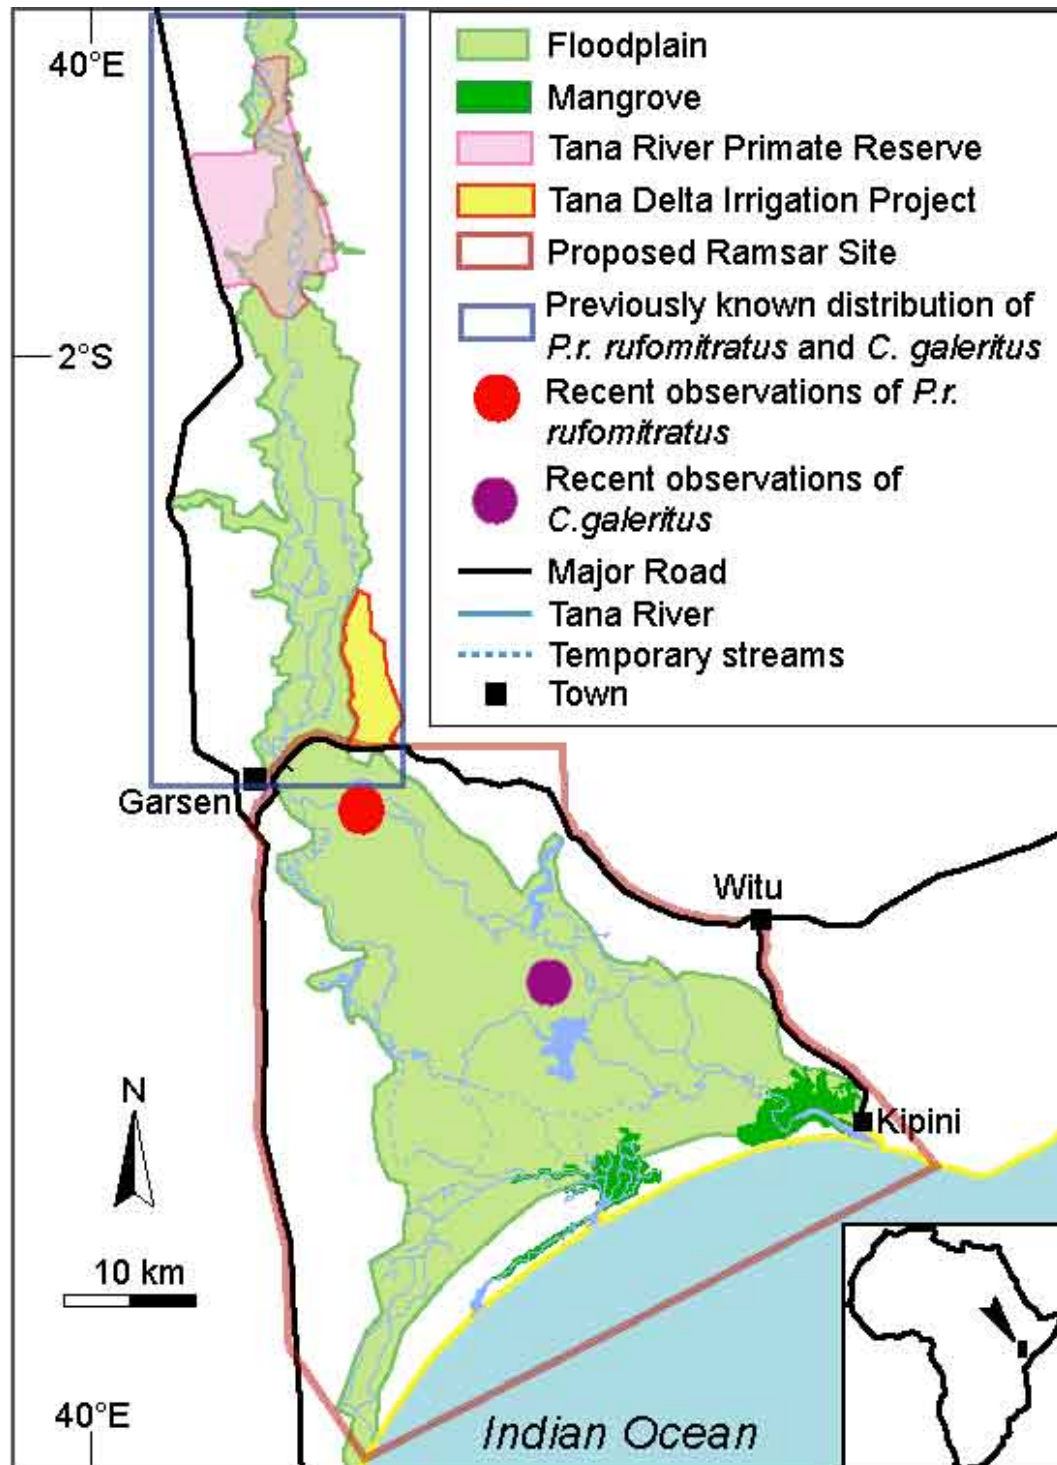 40°E
Floodplain
Mangrove
Tana River Primate Reserve
Tana Delta Irrigation Project
Proposed Ramsar Site
Previously known distribution of
P.r. rufomitratus and C. galeritus
Recent observations of P.r.
rufomitratus
Recent observations of
C.galeritus
Major Road
Tana River
Temporary streams
Town
2°S
Garsen
Witu
Kipini
N
10 km
40°E
Indian Ocean